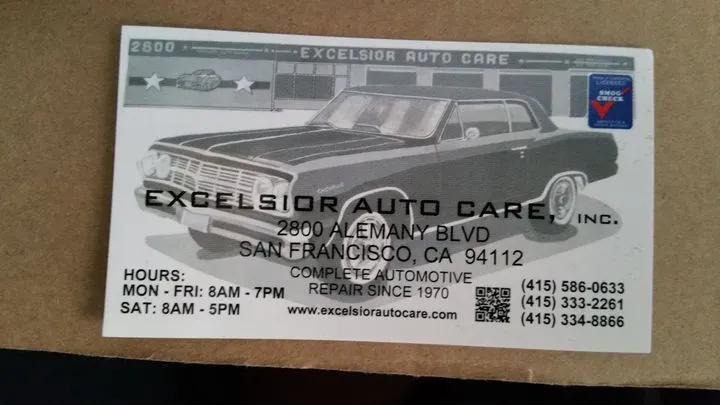 2800
EXCELSIOR AUTO CARE
SMOG
CHECK
EXCELSIOR AUTO CARE, INC.
2800 ALEMANY BLVD
SAN FRANCISCO, CA 94112
COMPLETE AUTOMOTIVE
REPAIR SINCE 1970
HOURS:
MON - FRI: 8AM - 7PM
SAT: 8AM - 5PM
www.excelsiorautocare.com
(415) 586-0633
(415) 333-2261
(415) 334-8866